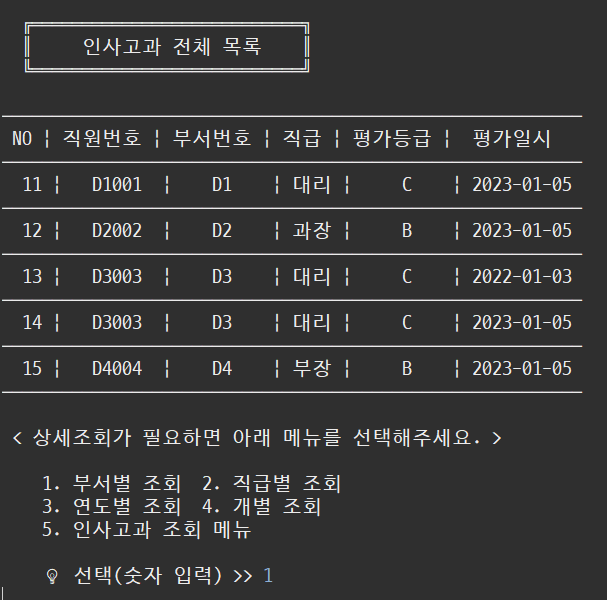 인사고과 전체 목록
NO ¦ 직원번호 ¦ 부서번호 ¦ 직급 ¦ 평가등급 ¦ 평가일시
11 ¦ D1001 ¦ D1 ¦ 대리 ¦ C ¦ 2023-01-05
12 ¦ D2002 ¦ D2 ¦ 과장 ¦ B ¦ 2023-01-05
13 ¦ D3003 ¦ D3 ¦ 대리 ¦ C ¦ 2022-01-03
14 ¦ D3003 ¦ D3 ¦ 대리 ¦ C ¦ 2023-01-05
15 ¦ D4004 ¦ D4 ¦ 부장 ¦ B ¦ 2023-01-05
< 상세조회가 필요하면 아래 메뉴를 선택해주세요. >
1. 부서별 조회 2. 직급별 조회
3. 연도별 조회 4. 개별 조회
5. 인사고과 조회 메뉴
💡 선택(숫자 입력) >> 1